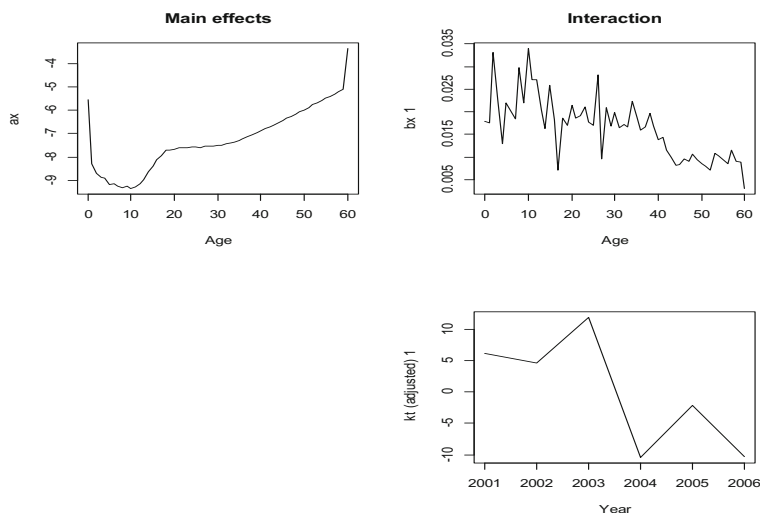 Main effects
ax
-4
-5
-6
-7
-8
-9
0 10 20 30 40 50 60
Age
Interaction
bx 1
0.035
0.025
0.015
0.005
0 10 20 30 40 50 60
Age
kt (adjusted) 1
10
5
0
-5
-10
2001 2002 2003 2004 2005 2006
Year